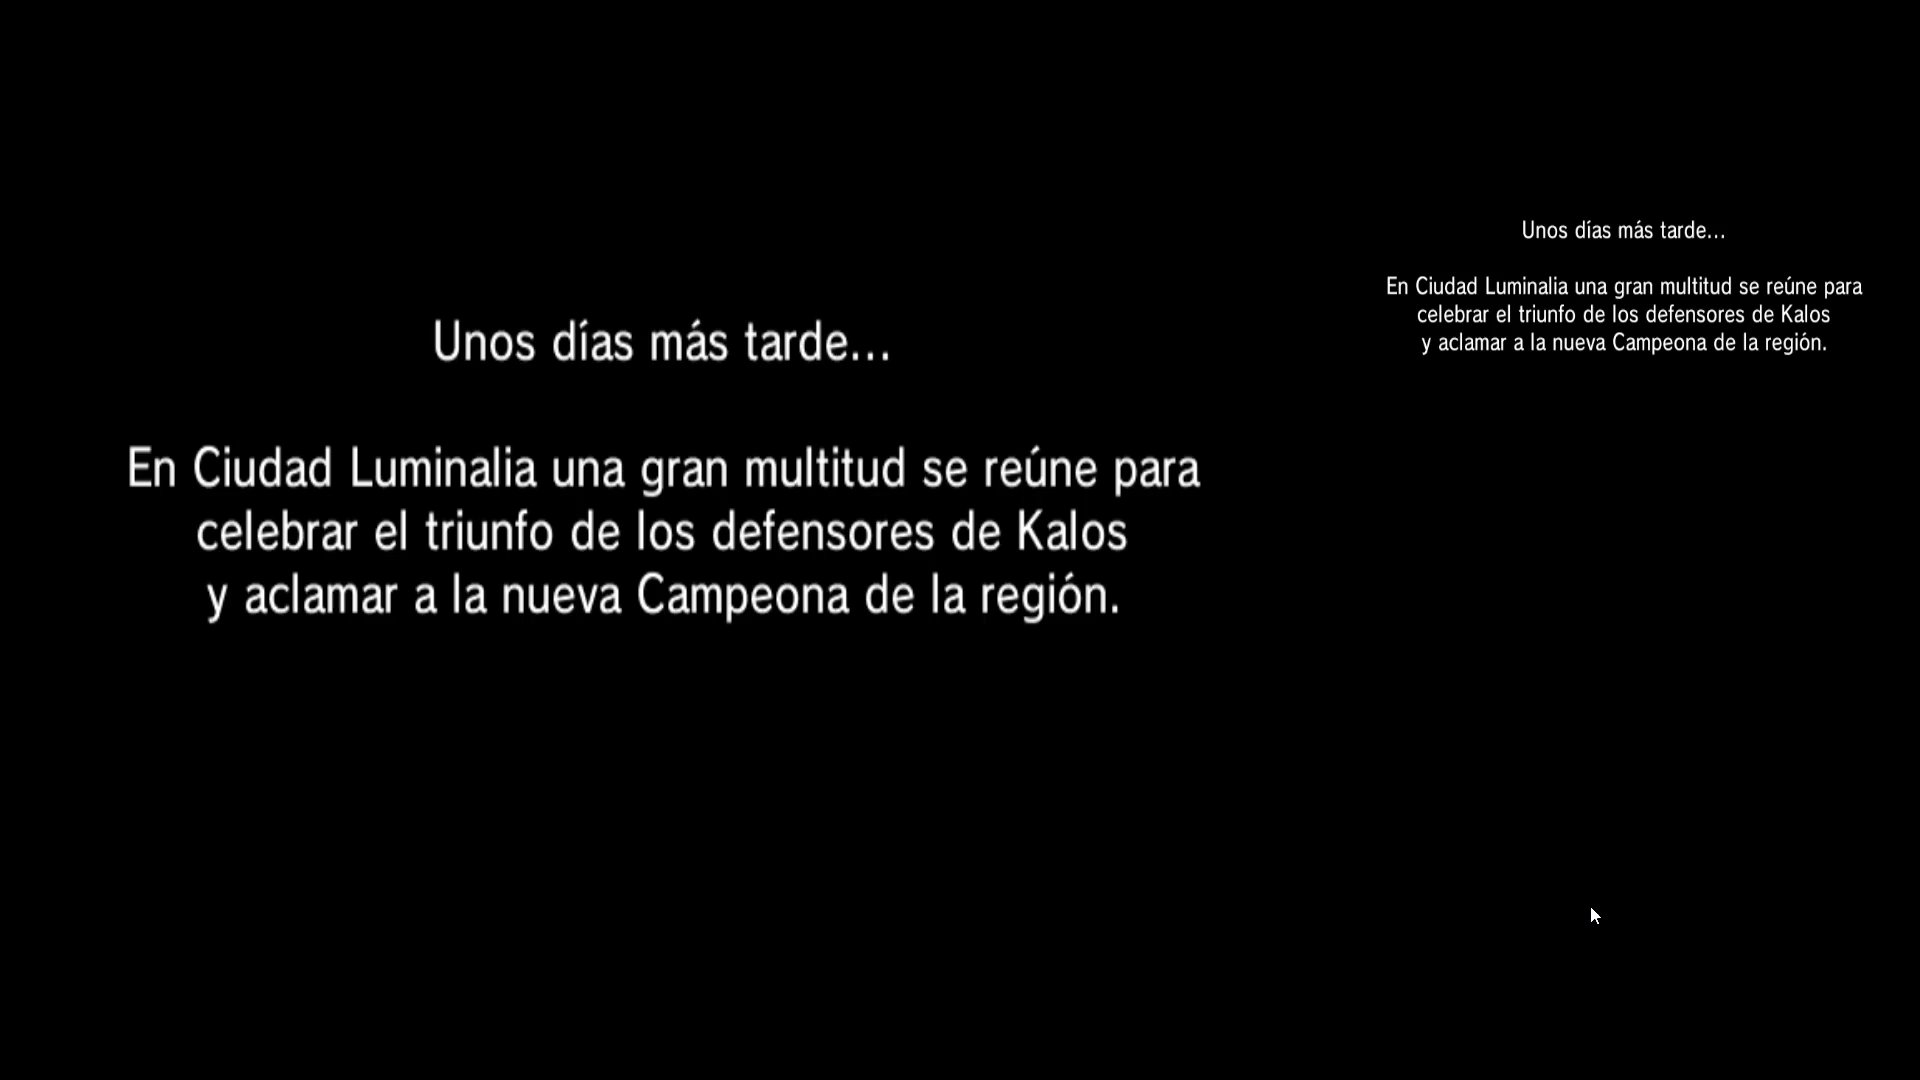 Unos días más tarde...
En Ciudad Luminalia una gran multitud se reúne para
celebrar el triunfo de los defensores de Kalos
y aclamar a la nueva Campeona de la región.
Unos días más tarde...
En Ciudad Luminalia una gran multitud se reúne para
celebrar el triunfo de los defensores de Kalos
y aclamar a la nueva Campeona de la región.